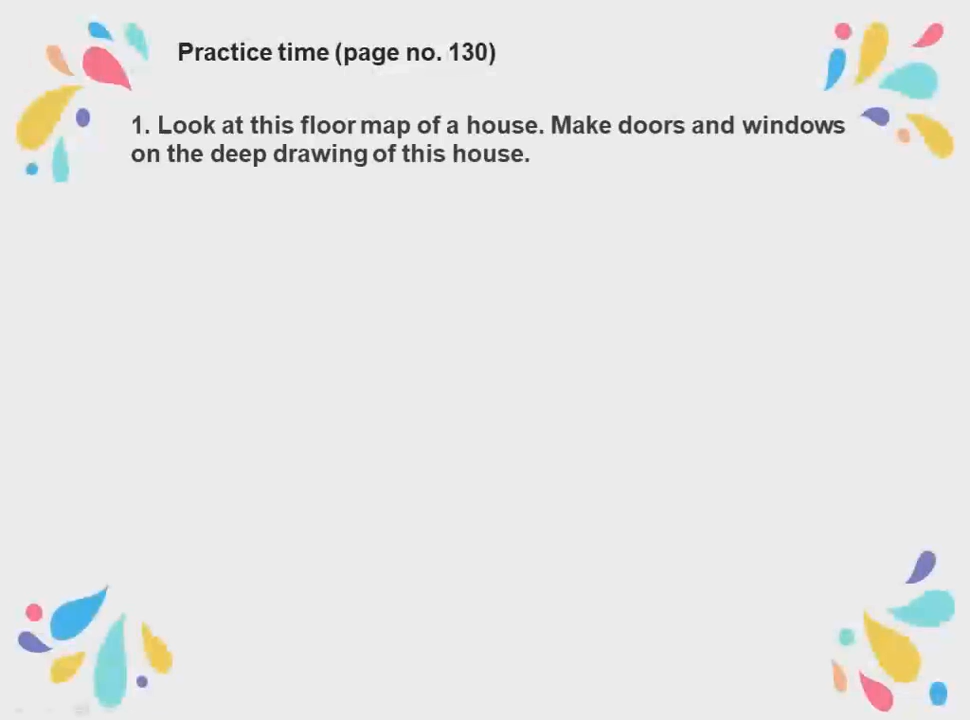 Practice time (page no. 130)
1. Look at this floor map of a house. Make doors and windows
on the deep drawing of this house.